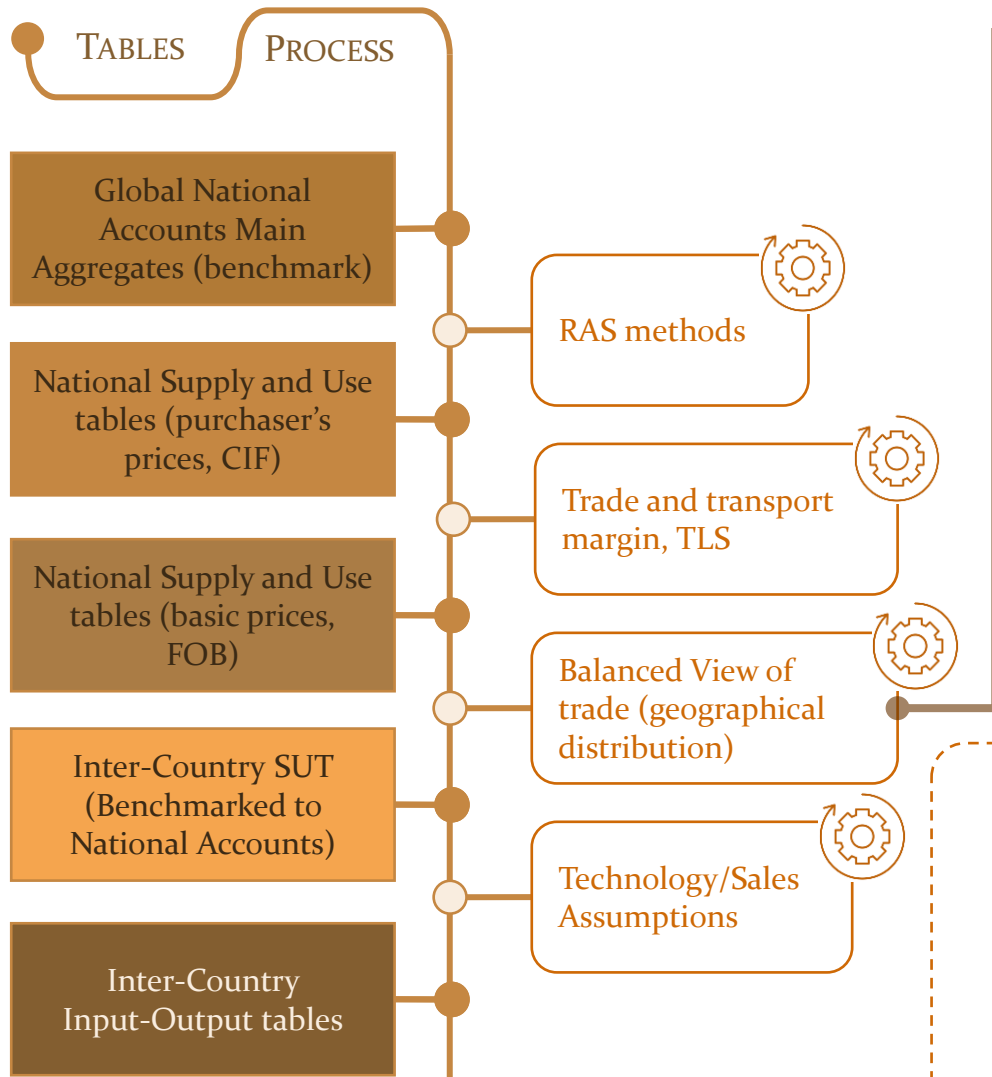 TABLES
PROCESS
Global National
Accounts Main
Aggregates (benchmark)
RAS methods
National Supply and Use
tables (purchaser’s
prices, CIF)
Trade and transport
margin, TLS
National Supply and Use
tables (basic prices,
FOB)
Balanced View of
trade (geographical
distribution)
Inter-Country SUT
(Benchmarked to
National Accounts)
Technology/Sales
Assumptions
Inter-Country
Input-Output tables